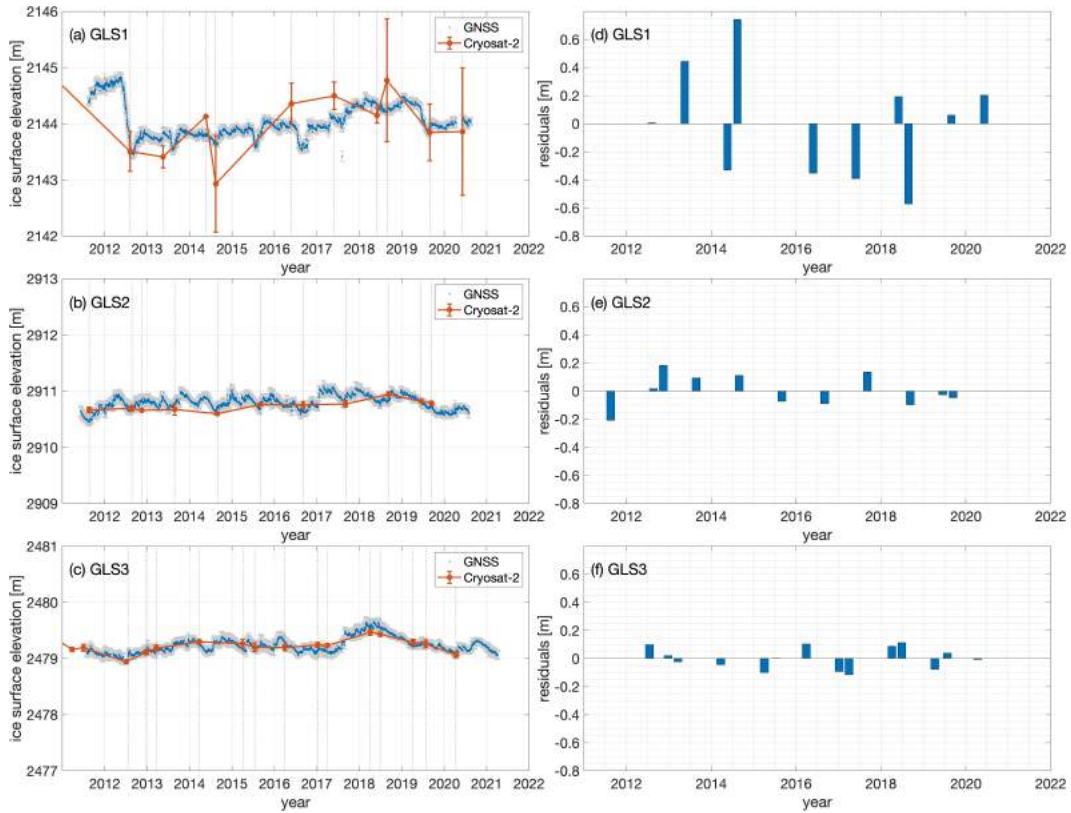 (a) GLS1
GNSS
Cryosat-2
ice surface elevation [m]
2146
2145
2144
2143
2142
2012 2013 2014 2015 2016 2017 2018 2019 2020 2021 2022
year
(d) GLS1
residuals [m]
0.6
0.4
0.2
0
-0.2
-0.4
-0.6
-0.8
2012 2014 2016 2018 2020 2022
year
(b) GLS2
GNSS
Cryosat-2
ice surface elevation [m]
2913
2912
2911
2910
2909
2012 2013 2014 2015 2016 2017 2018 2019 2020 2021 2022
year
(e) GLS2
residuals [m]
0.6
0.4
0.2
0
-0.2
-0.4
-0.6
-0.8
2012 2014 2016 2018 2020 2022
year
(c) GLS3
GNSS
Cryosat-2
ice surface elevation [m]
2481
2480
2479
2478
2477
2012 2013 2014 2015 2016 2017 2018 2019 2020 2021 2022
year
(f) GLS3
residuals [m]
0.6
0.4
0.2
0
-0.2
-0.4
-0.6
-0.8
2012 2014 2016 2018 2020 2022
year